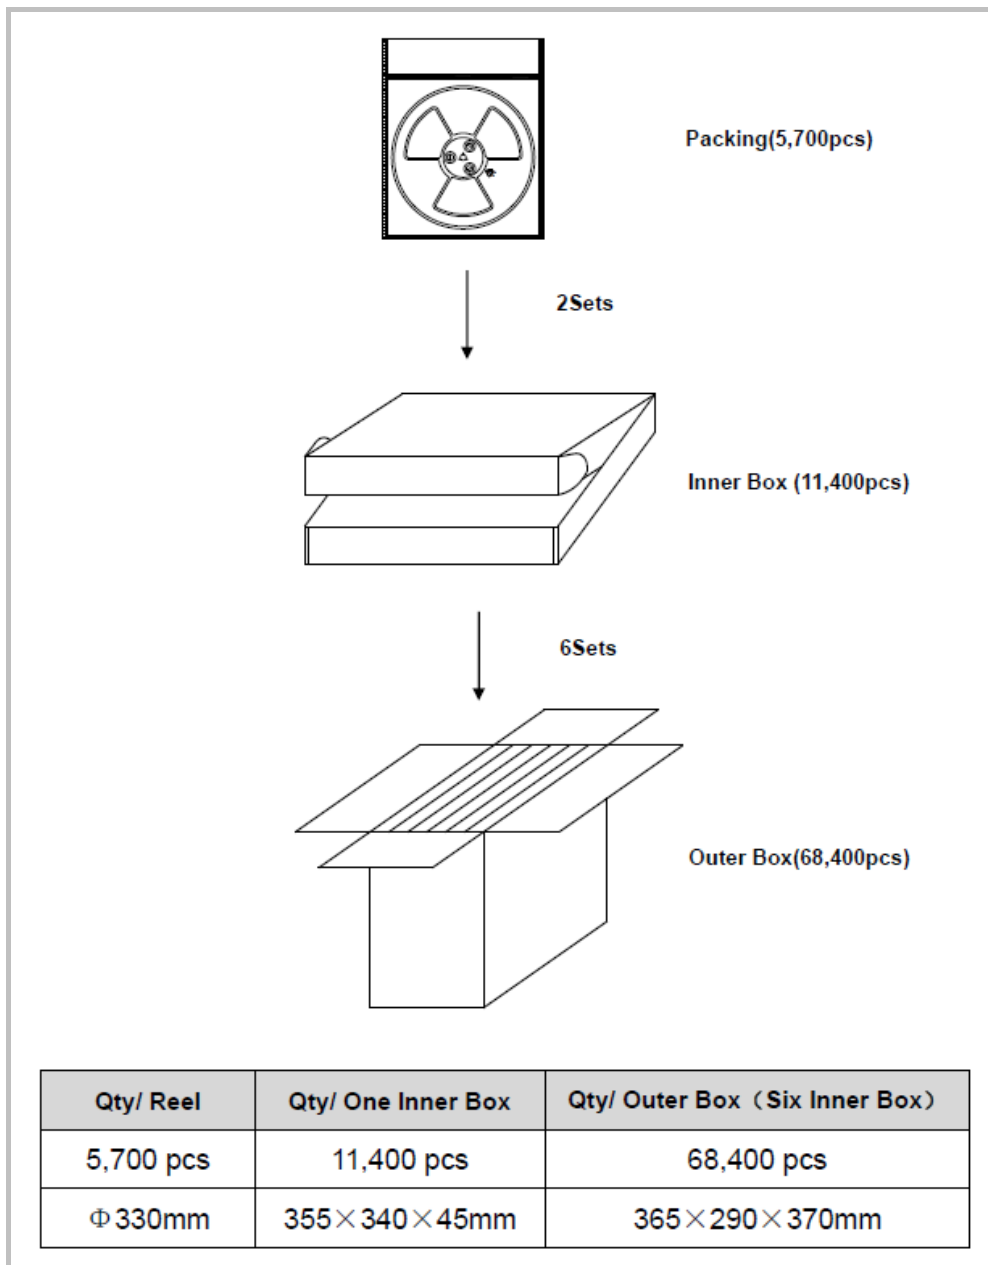 Packing(5,700pcs)
2Sets
Inner Box (11,400pcs)
6Sets
Outer Box(68,400pcs)
Qty/ Reel
Qty/ One Inner Box
Qty/ Outer Box（Six Inner Box）
5,700 pcs
11,400 pcs
68,400 pcs
Φ330mm
355×340×45mm
365×290×370mm